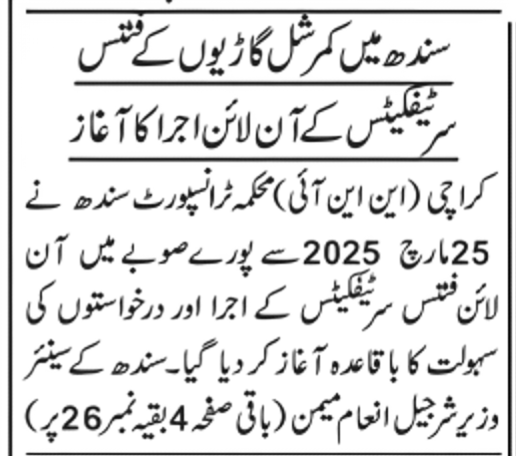 سندھ میں کمرشل گاڑیوں کے فٹنس
سرٹیفکیٹس کے آن لائن اجرا کا آغاز
کراچی (این این آئی) محکمہ ٹرانسپورٹ سندھ نے
25 مارچ 2025 سے پورے صوبے میں آن
لائن فٹنس سرٹیفکیٹس کے اجرا اور درخواستوں کی
سہولت کا باقاعدہ آغاز کر دیا گیا۔ سندھ کے سینئر
وزیر شرجیل انعام میمن (باقی صفحہ 4 بقیہ نمبر 26 پر)